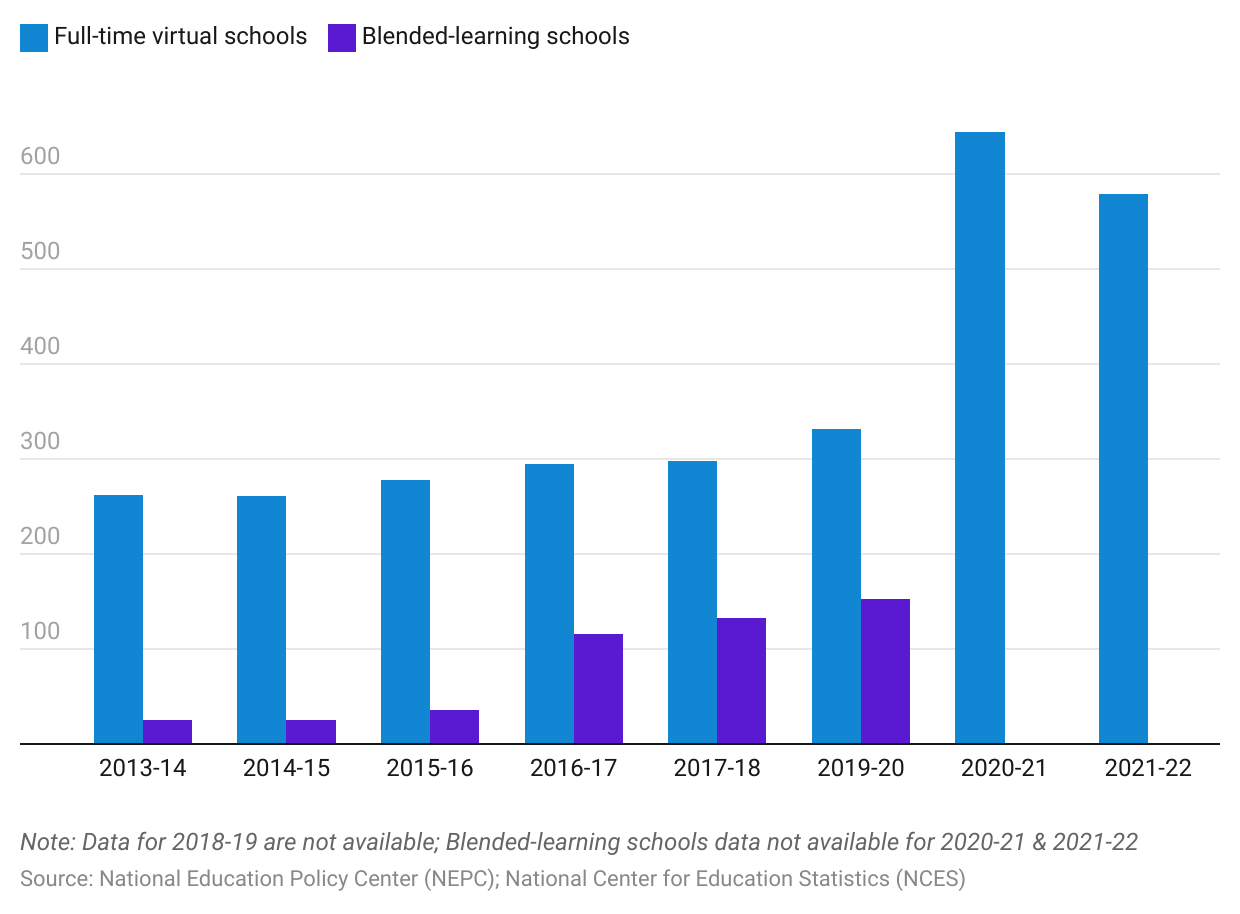 Full-time virtual schools Blended-learning schools
600
500
400
300
200
100
2013-14 2014-15 2015-16 2016-17 2017-18 2019-20 2020-21 2021-22
Note: Data for 2018-19 are not available; Blended-learning schools data not available for 2020-21 & 2021-22
Source: National Education Policy Center (NEPC); National Center for Education Statistics (NCES)